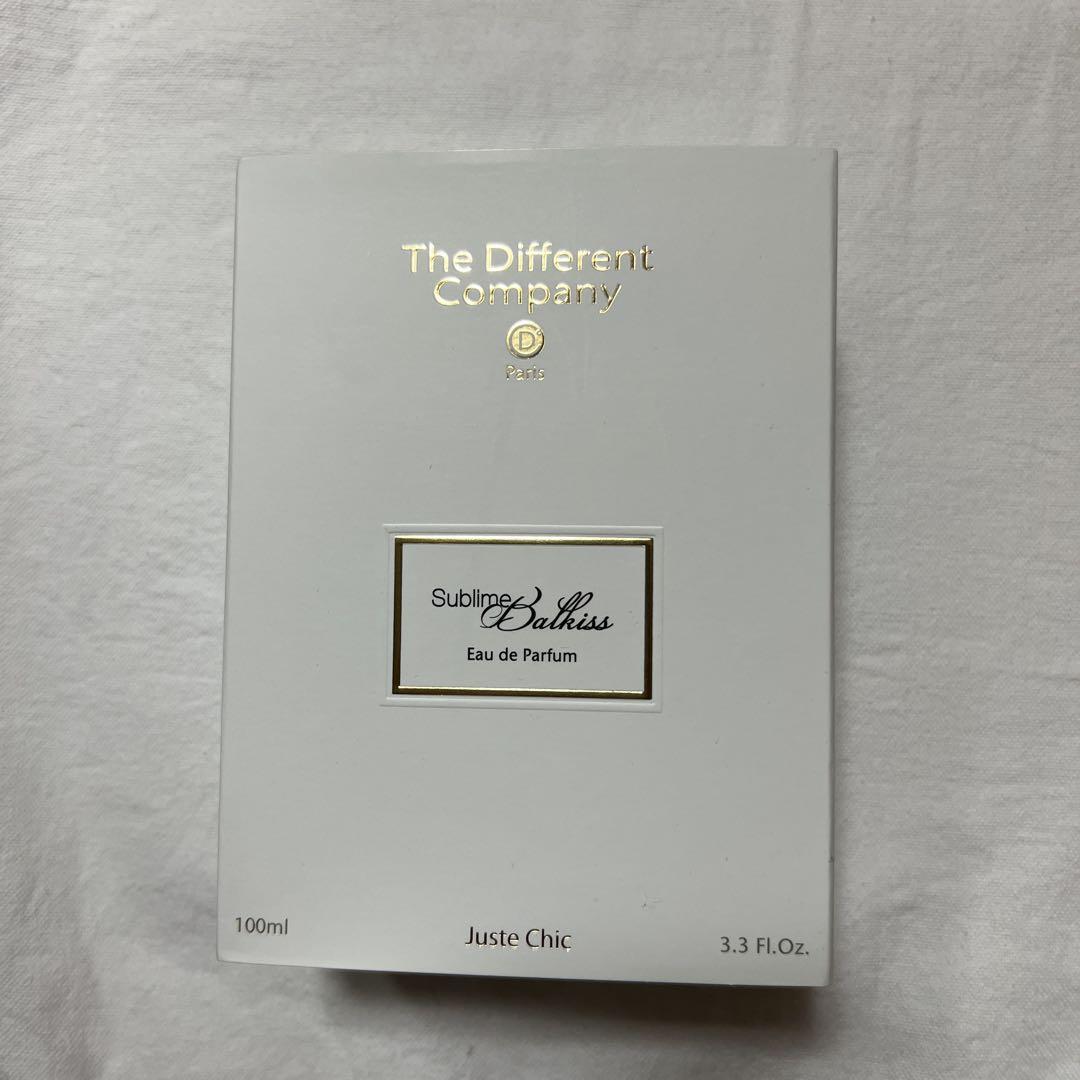 The Different
Company
D
Paris
Sublime Balkiss
Eau de Parfum
100ml
Juste Chic
3.3 Fl.Oz.